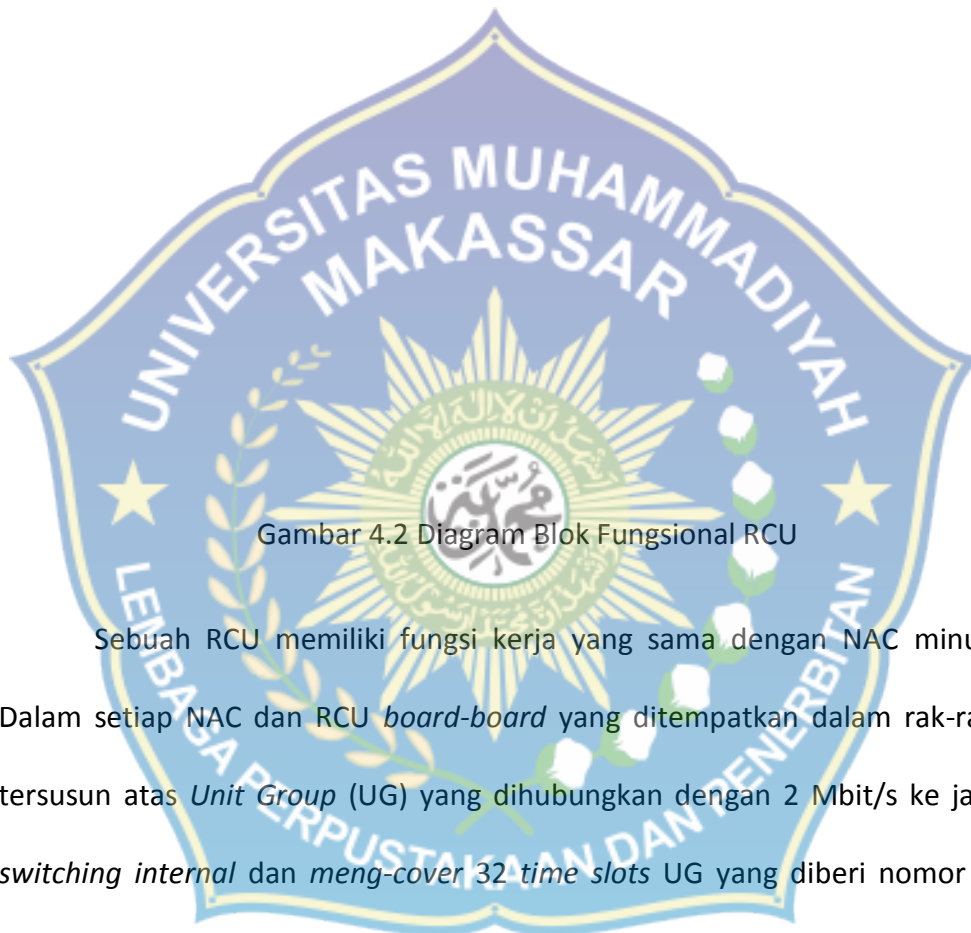 UNIVERSITAS MUHAMMADIYAH
MAKASSAR
Gambar 4.2 Diagram Blok Fungsional RCU
Sebuah RCU memiliki fungsi kerja yang sama dengan NAC minu
Dalam setiap NAC dan RCU board-board yang ditempatkan dalam rak-ra
tersusun atas Unit Group (UG) yang dihubungkan dengan 2 Mbit/s ke ja
switching internal dan meng-cover 32 time slots UG yang diberi nomor
LEMBAGA PERPUSTAKAAN DAN PENERBITAN